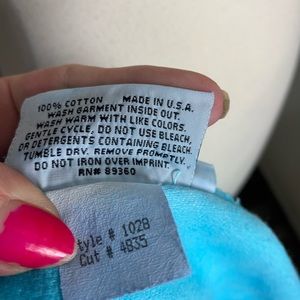 100% COTTON MADE IN U.S.A.
WASH GARMENT INSIDE OUT.
WASH WARM WITH LIKE COLORS.
GENTLE CYCLE, DO NOT USE BLEACH,
OR DETERGENTS CONTAINING BLEACH.
TUMBLE DRY. REMOVE PROMPTLY.
DO NOT IRON OVER IMPRINT.
RN# 89360
tyle # 1028
Cut # 4835